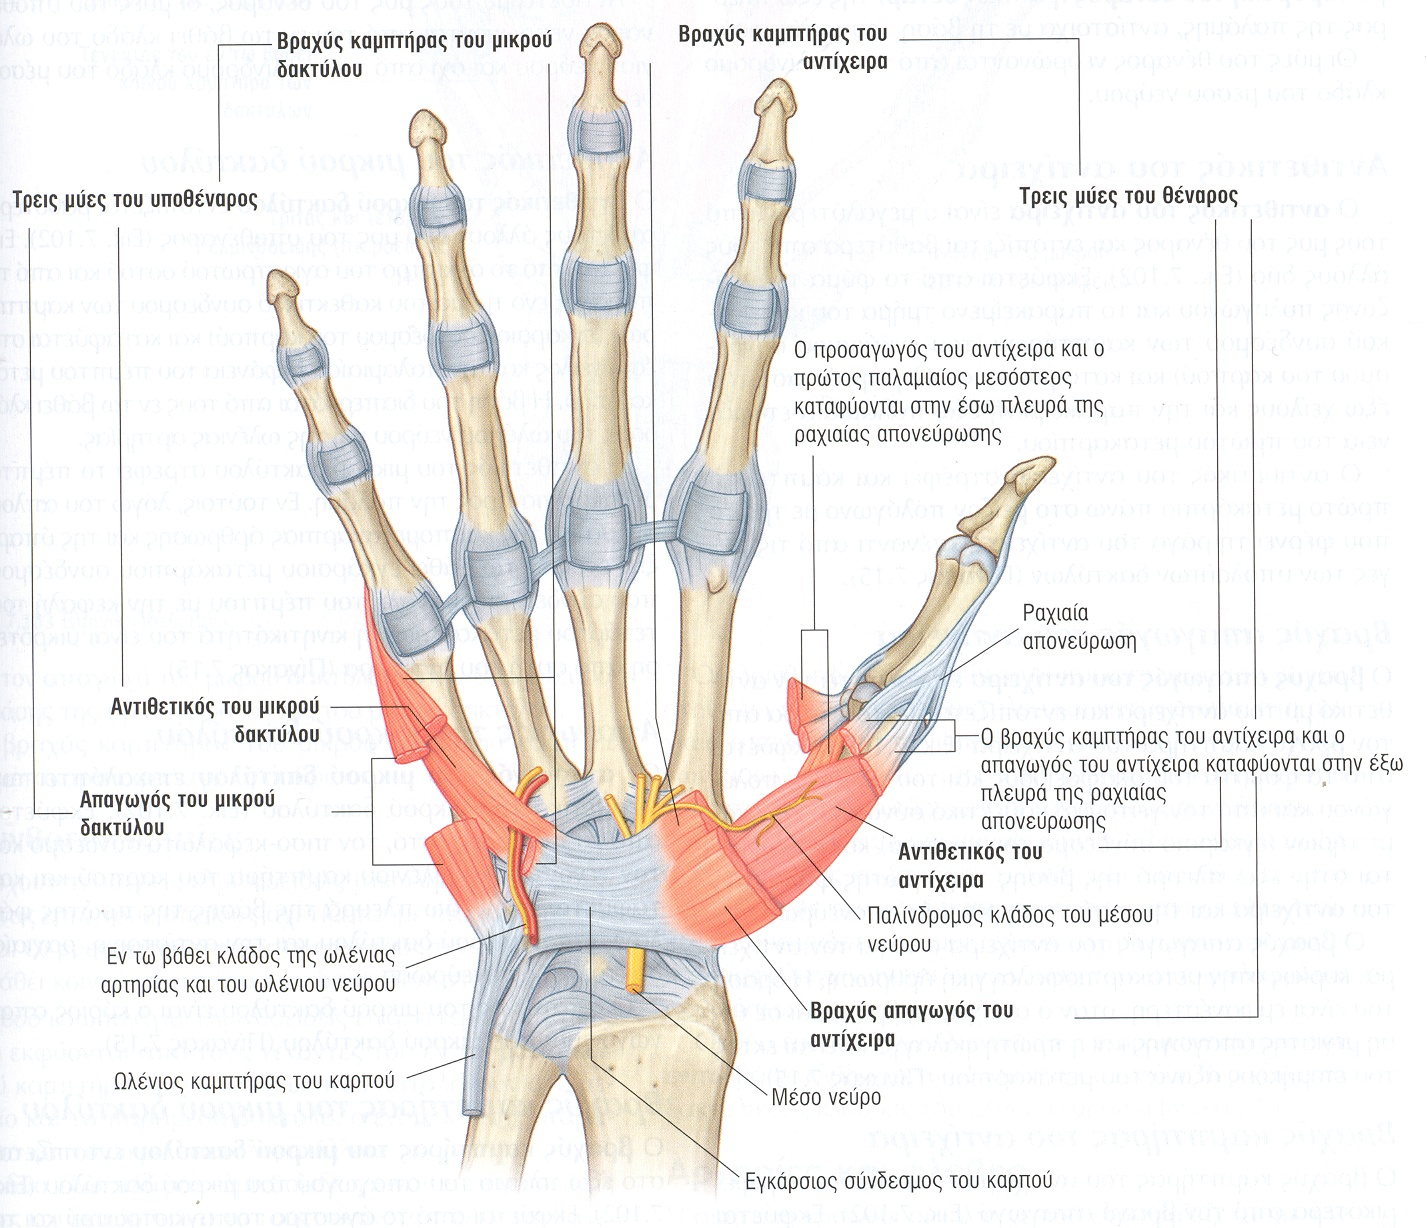 Βραχύς καμπτήρας του μικρού
δακτύλου
Βραχύς καμπτήρας του
αντίχειρα
Τρεις μύες του υποθέναρος
Τρεις μύες του θέναρος
Ο προσαγωγός του αντίχειρα και ο
πρώτος παλαμιαίος μεσόστεος
καταφύονται στην έσω πλευρά της
ραχιαίας απονεύρωσης
Ραχιαία
απονεύρωση
Αντιθετικός του μικρού
δακτύλου
Ο βραχύς καμπτήρας του αντίχειρα και ο
απαγωγός του αντίχειρα καταφύονται στην έξω
πλευρά της ραχιαίας
απονεύρωσης
Απαγωγός του μικρού
δακτύλου
Αντιθετικός του
αντίχειρα
Παλίνδρομος κλάδος του μέσου
νεύρου
Εν τω βάθει κλάδος της ωλένιας
αρτηρίας και του ωλένιου νεύρου
Βραχύς απαγωγός του
αντίχειρα
Ωλένιος καμπτήρας του καρπού
Μέσο νεύρο
Εγκάρσιος σύνδεσμος του καρπού